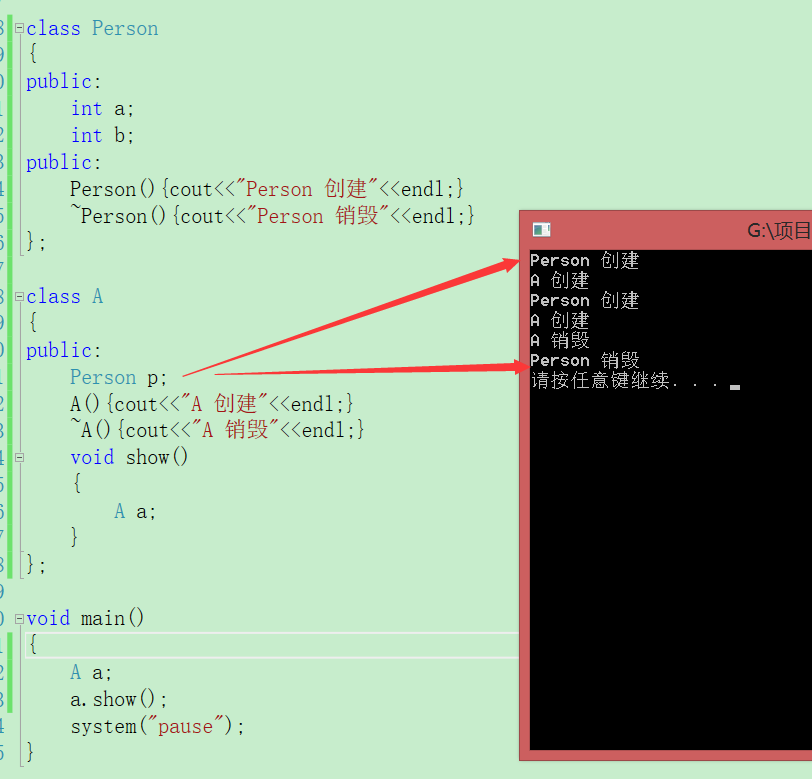 class Person
{
public:
    int a;
    int b;
public:
    Person(){cout<<"Person 创建"<<endl;}
    ~Person(){cout<<"Person 销毁"<<endl;}
};
class A
{
public:
    Person p;
    A(){cout<<"A 创建"<<endl;}
    ~A(){cout<<"A 销毁"<<endl;}
    void show()
    {
        A a;
    }
};
void main()
{
    A a;
    a.show();
    system("pause");
}
G:\项目
Person 创建
A 创建
Person 创建
A 创建
A 销毁
Person 销毁
请按任意键继续. . .